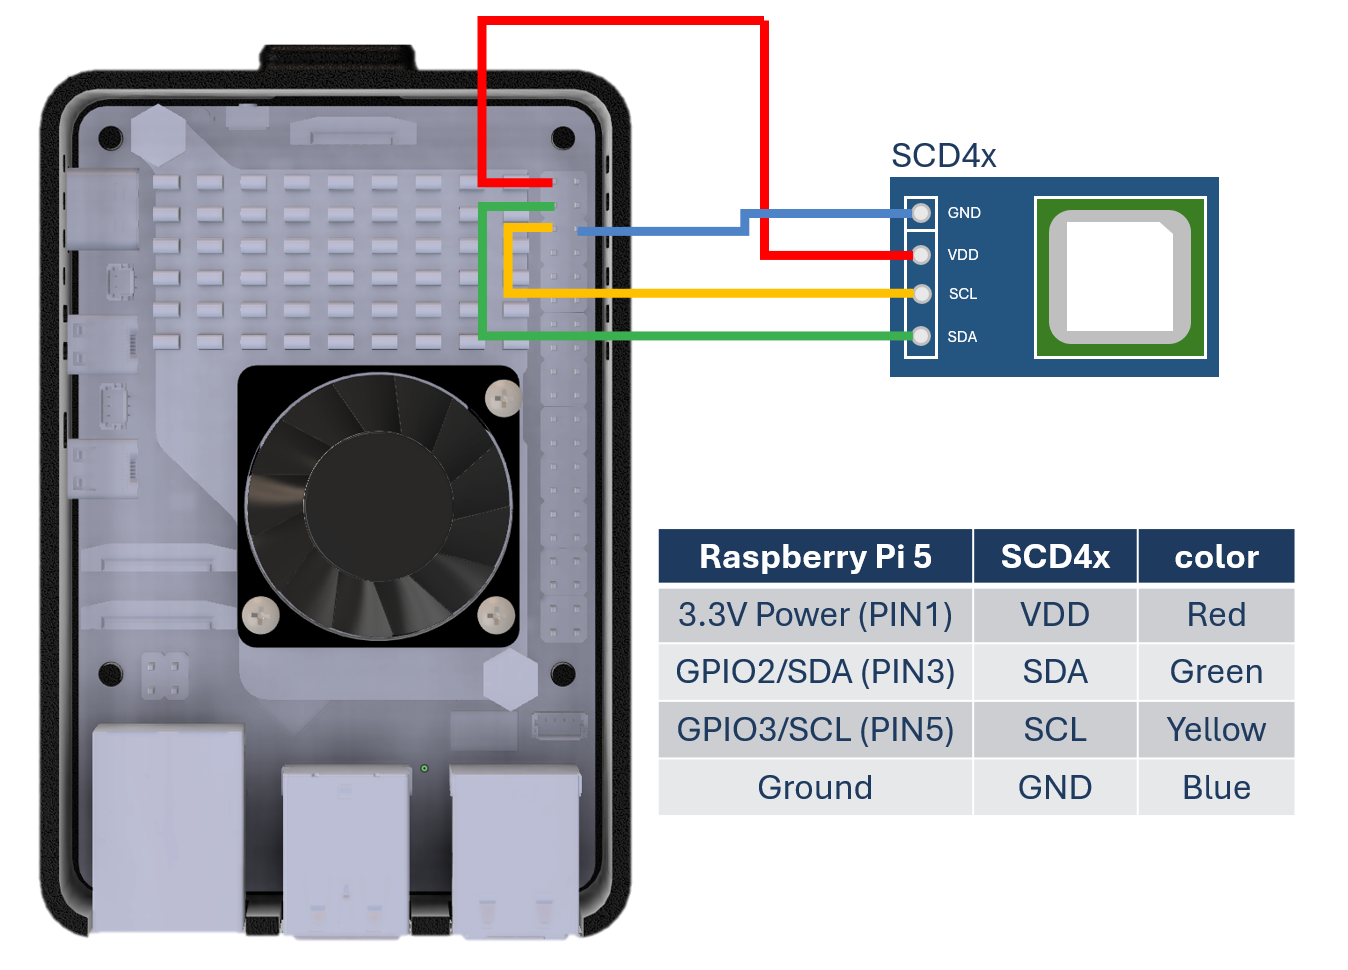 SCD4x
GND
VDD
SCL
SDA
Raspberry Pi 5 SCD4x color
3.3V Power (PIN1) VDD Red
GPIO2/SDA (PIN3) SDA Green
GPIO3/SCL (PIN5) SCL Yellow
Ground GND Blue